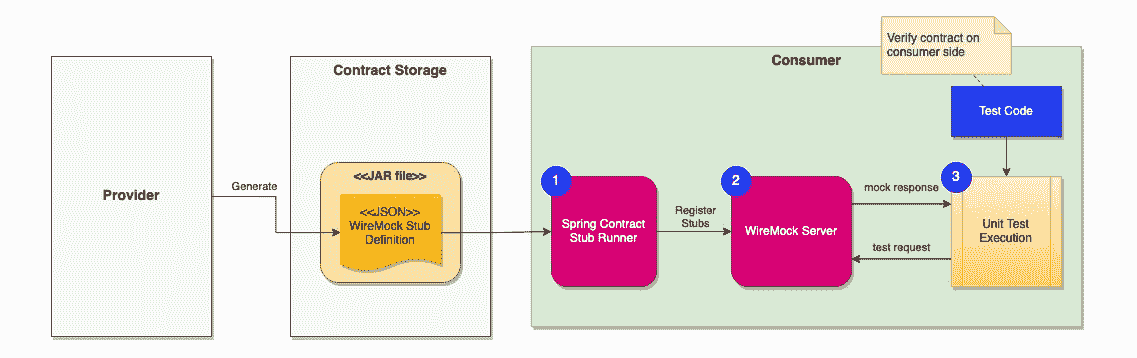 Provider
Generate
Contract Storage
<<JAR file>>
<<JSON>>
WireMock Stub
Definition
Consumer
Verify contract on
consumer side
Test Code
1
Spring Contract
Stub Runner
Register
Stubs
2
WireMock Server
mock response
test request
3
Unit Test
Execution